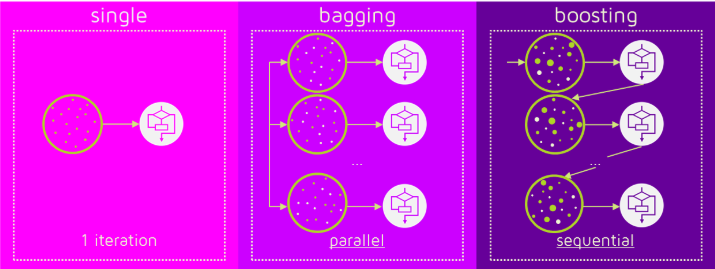 single
1 iteration
bagging
...
parallel
boosting
...
sequential